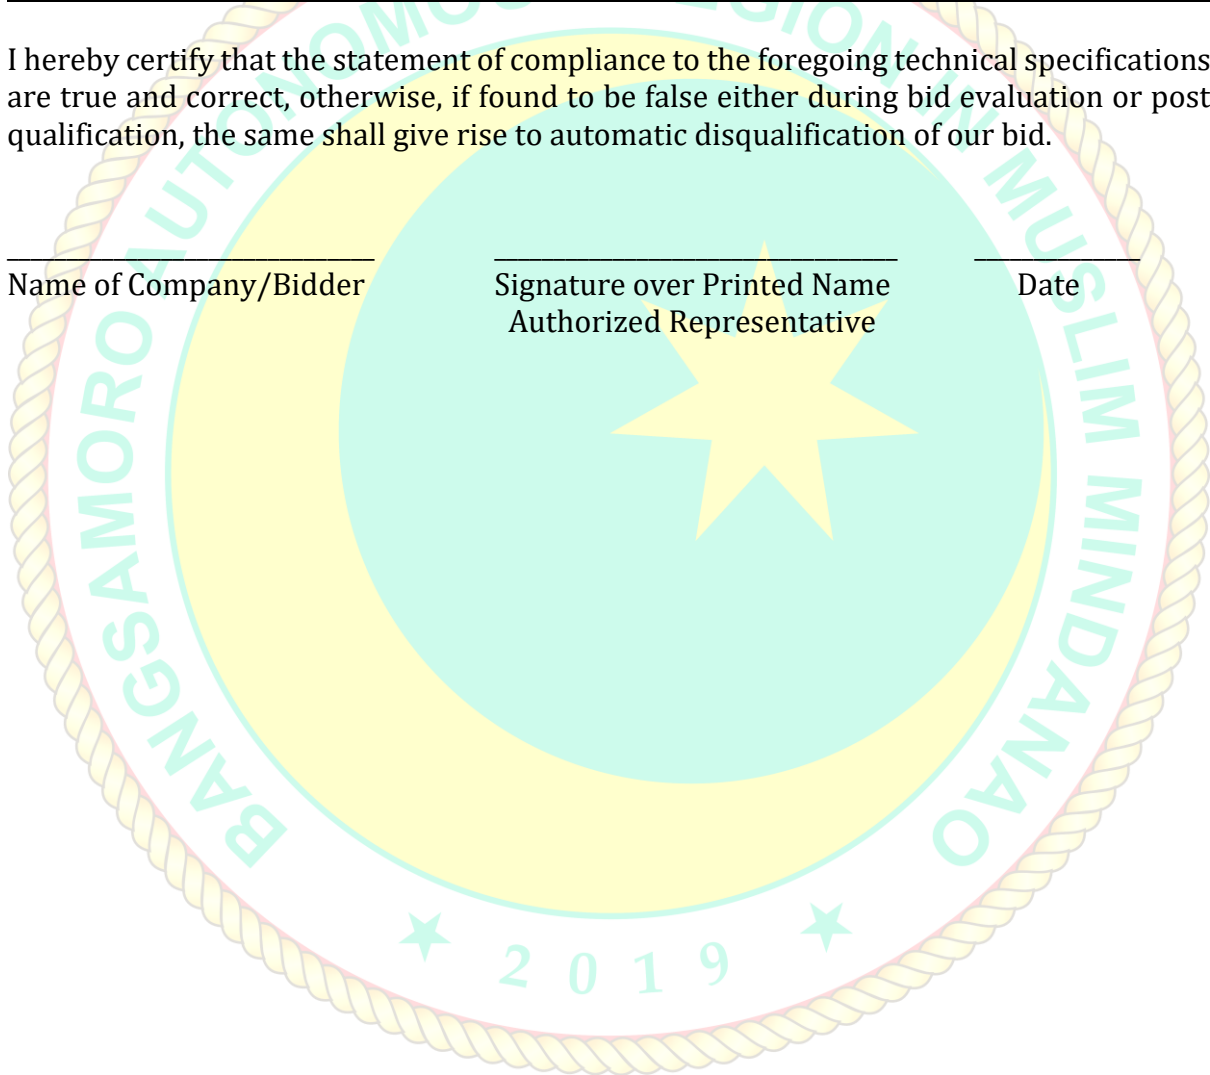 I hereby certify that the statement of compliance to the foregoing technical specifications
are true and correct, otherwise, if found to be false either during bid evaluation or post
qualification, the same shall give rise to automatic disqualification of our bid.
Name of Company/Bidder Signature over Printed Name Date
Authorized Representative
BANGSAMORO AUTONOMOUS REGION IN MUSLIM MINDANAO
2019